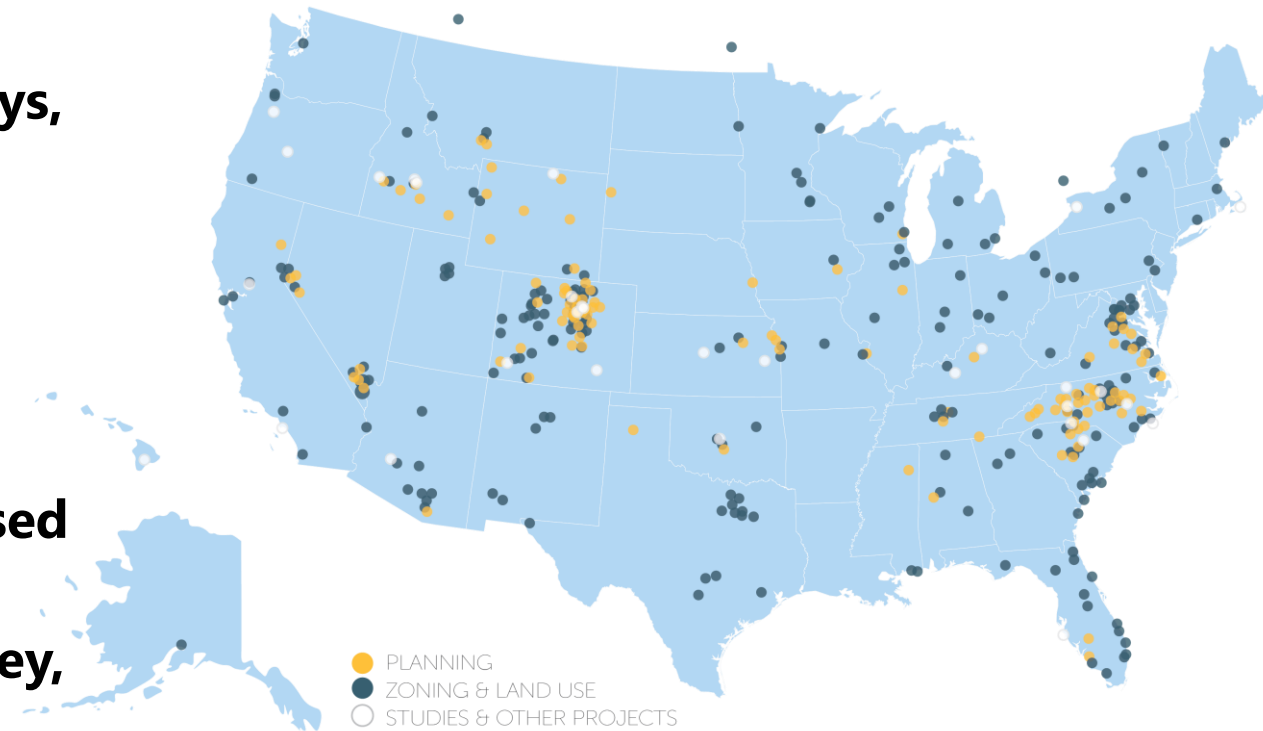 ys,
sed
ey,
PLANNING
ZONING & LAND USE
STUDIES & OTHER PROJECTS